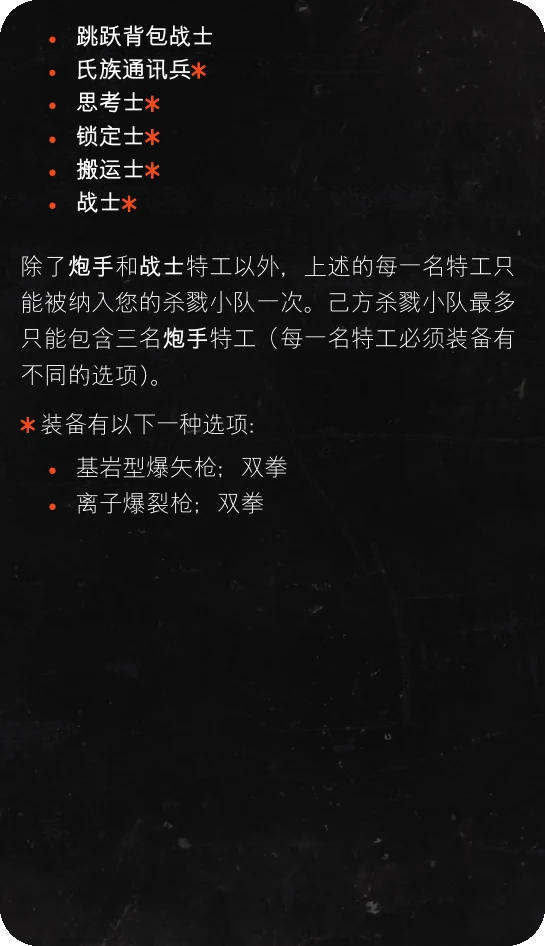 • 跳跃背包战士
• 氏族通讯兵*
• 思考士*
• 锁定士*
• 搬运士*
• 战士*
除了炮手和战士特工以外，上述的每一名特工只
能被纳入您的杀戮小队一次。己方杀戮小队最多
只能包含三名炮手特工（每一名特工必须装备有
不同的选项）。
*装备有以下一种选项：
• 基岩型爆矢枪；双拳
• 离子爆裂枪；双拳